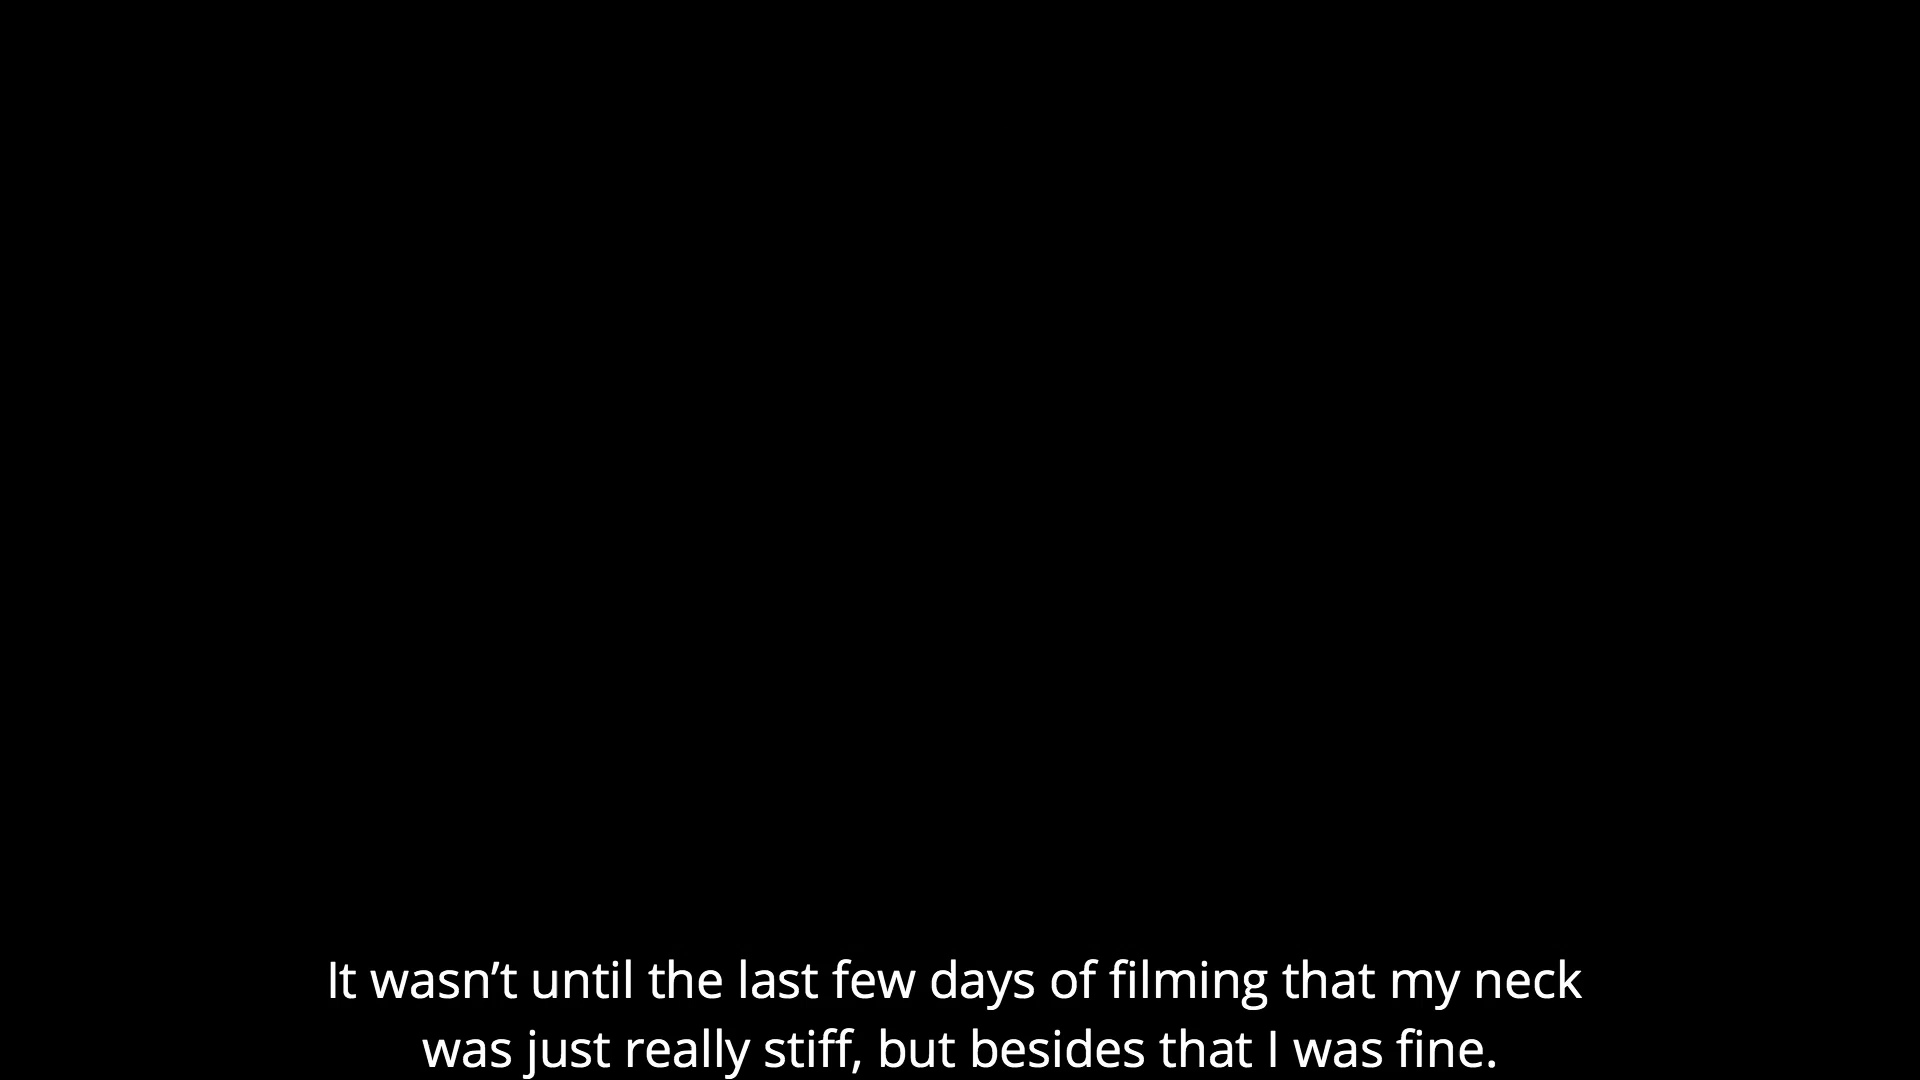 It wasn’t until the last few days of filming that my neck
was just really stiff, but besides that I was fine.